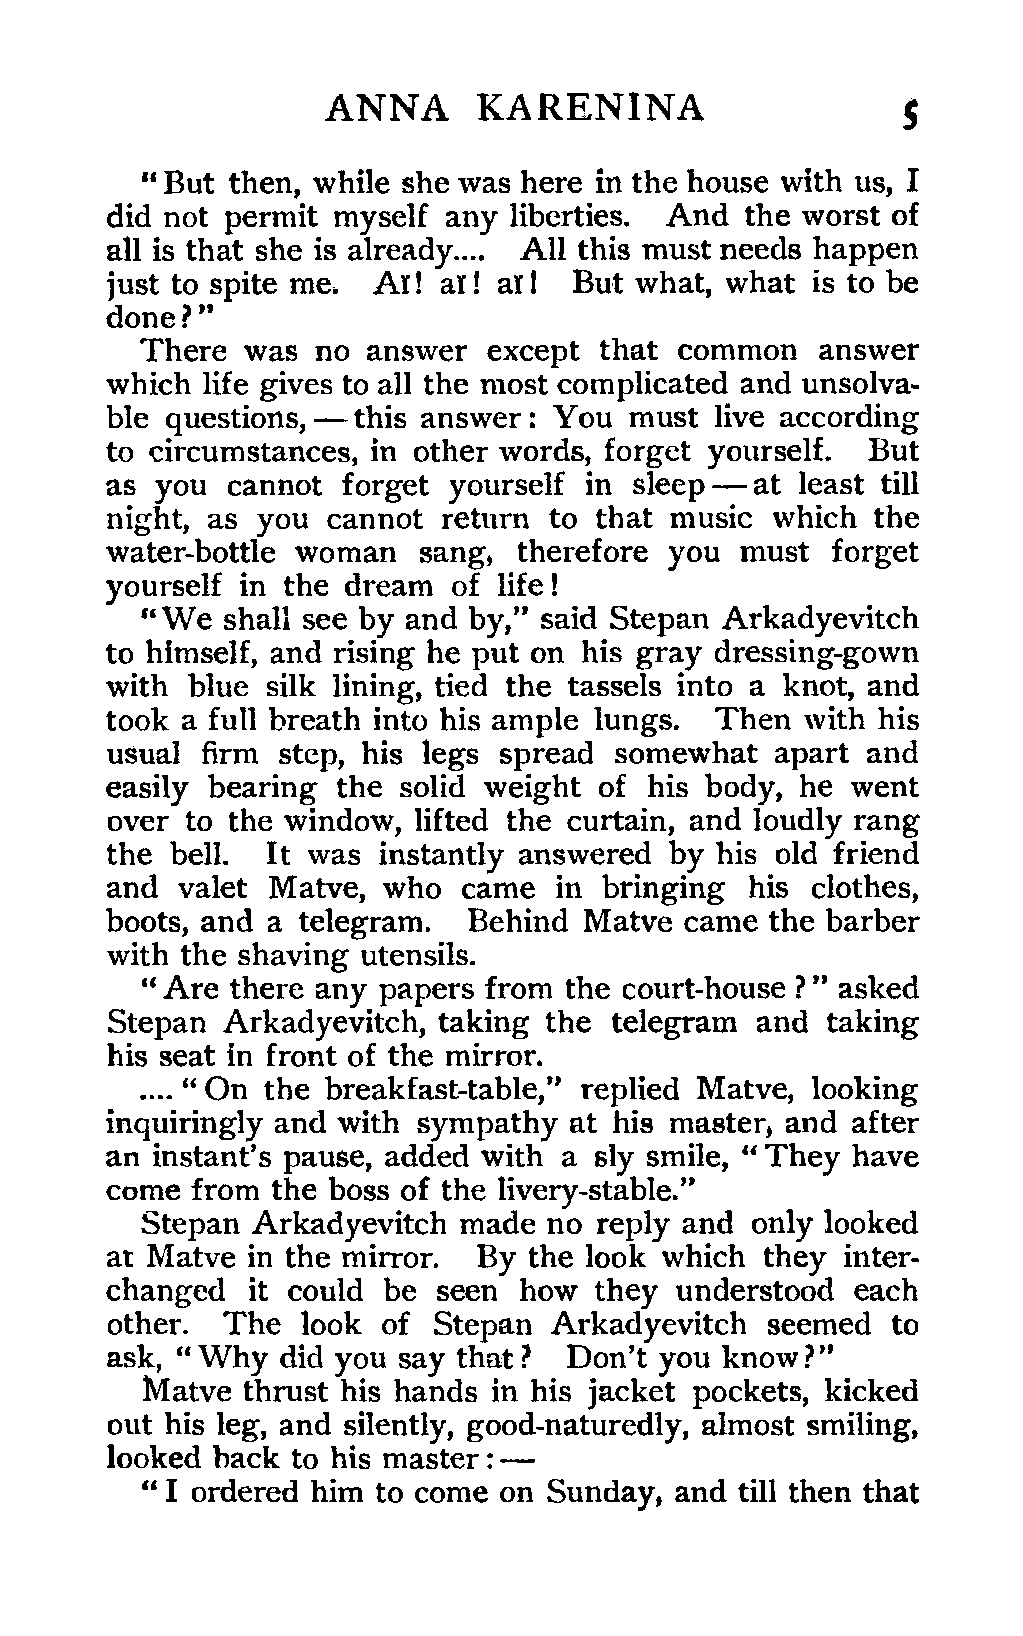 ANNA KARENINA 5
"But then, while she was here in the house with us, I
did not permit myself any liberties. And the worst of
all is that she is already.... All this must needs happen
just to spite me. Aï! aï! aï! But what, what is to be
done?"
There was no answer except that common answer
which life gives to all the most complicated and unsolva-
ble questions, — this answer: You must live according
to circumstances, in other words, forget yourself. But
as you cannot forget yourself in sleep — at least till
night, as you cannot return to that music which the
water-bottle woman sang, therefore you must forget
yourself in the dream of life!
"We shall see by and by," said Stepan Arkadyevitch
to himself, and rising he put on his gray dressing-gown
with blue silk lining, tied the tassels into a knot, and
took a full breath into his ample lungs. Then with his
usual firm step, his legs spread somewhat apart and
easily bearing the solid weight of his body, he went
over to the window, lifted the curtain, and loudly rang
the bell. It was instantly answered by his old friend
and valet Matve, who came in bringing his clothes,
boots, and a telegram. Behind Matve came the barber
with the shaving utensils.
"Are there any papers from the court-house?" asked
Stepan Arkadyevitch, taking the telegram and taking
his seat in front of the mirror.
.... "On the breakfast-table," replied Matve, looking
inquiringly and with sympathy at his master, and after
an instant's pause, added with a sly smile, "They have
come from the boss of the livery-stable."
Stepan Arkadyevitch made no reply and only looked
at Matve in the mirror. By the look which they inter-
changed it could be seen how they understood each
other. The look of Stepan Arkadyevitch seemed to
ask, "Why did you say that? Don't you know?"
Matve thrust his hands in his jacket pockets, kicked
out his leg, and silently, good-naturedly, almost smiling,
looked back to his master: —
"I ordered him to come on Sunday, and till then that